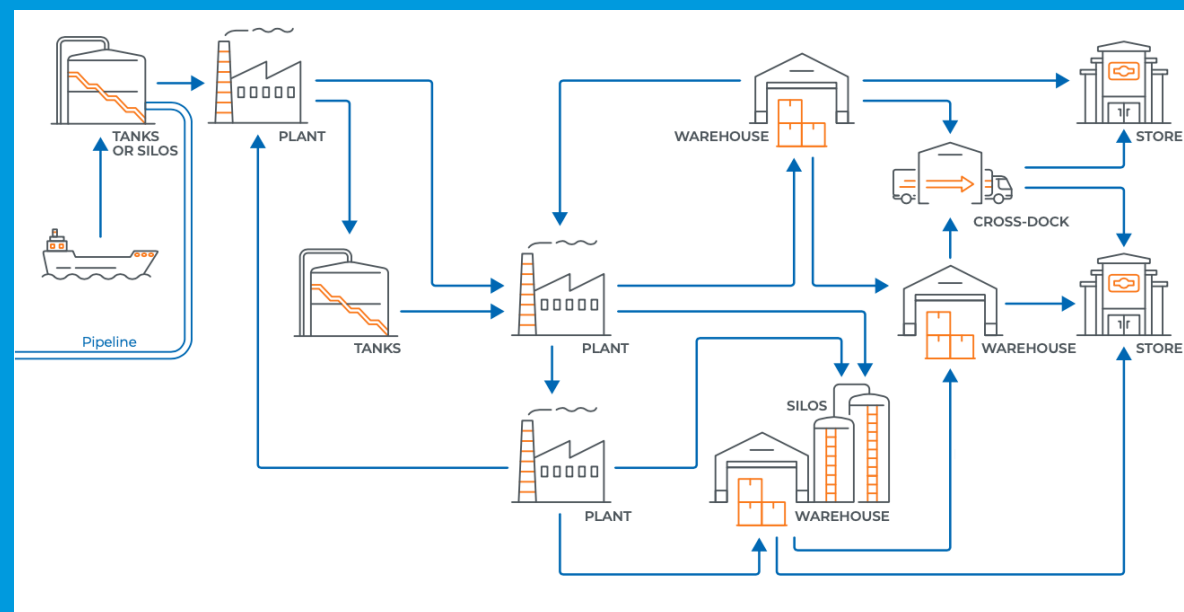 TANKS
OR SILOS
PLANT
WAREHOUSE
STORE
CROSS-DOCK
Pipeline
TANKS
PLANT
WAREHOUSE
STORE
SILOS
PLANT
WAREHOUSE